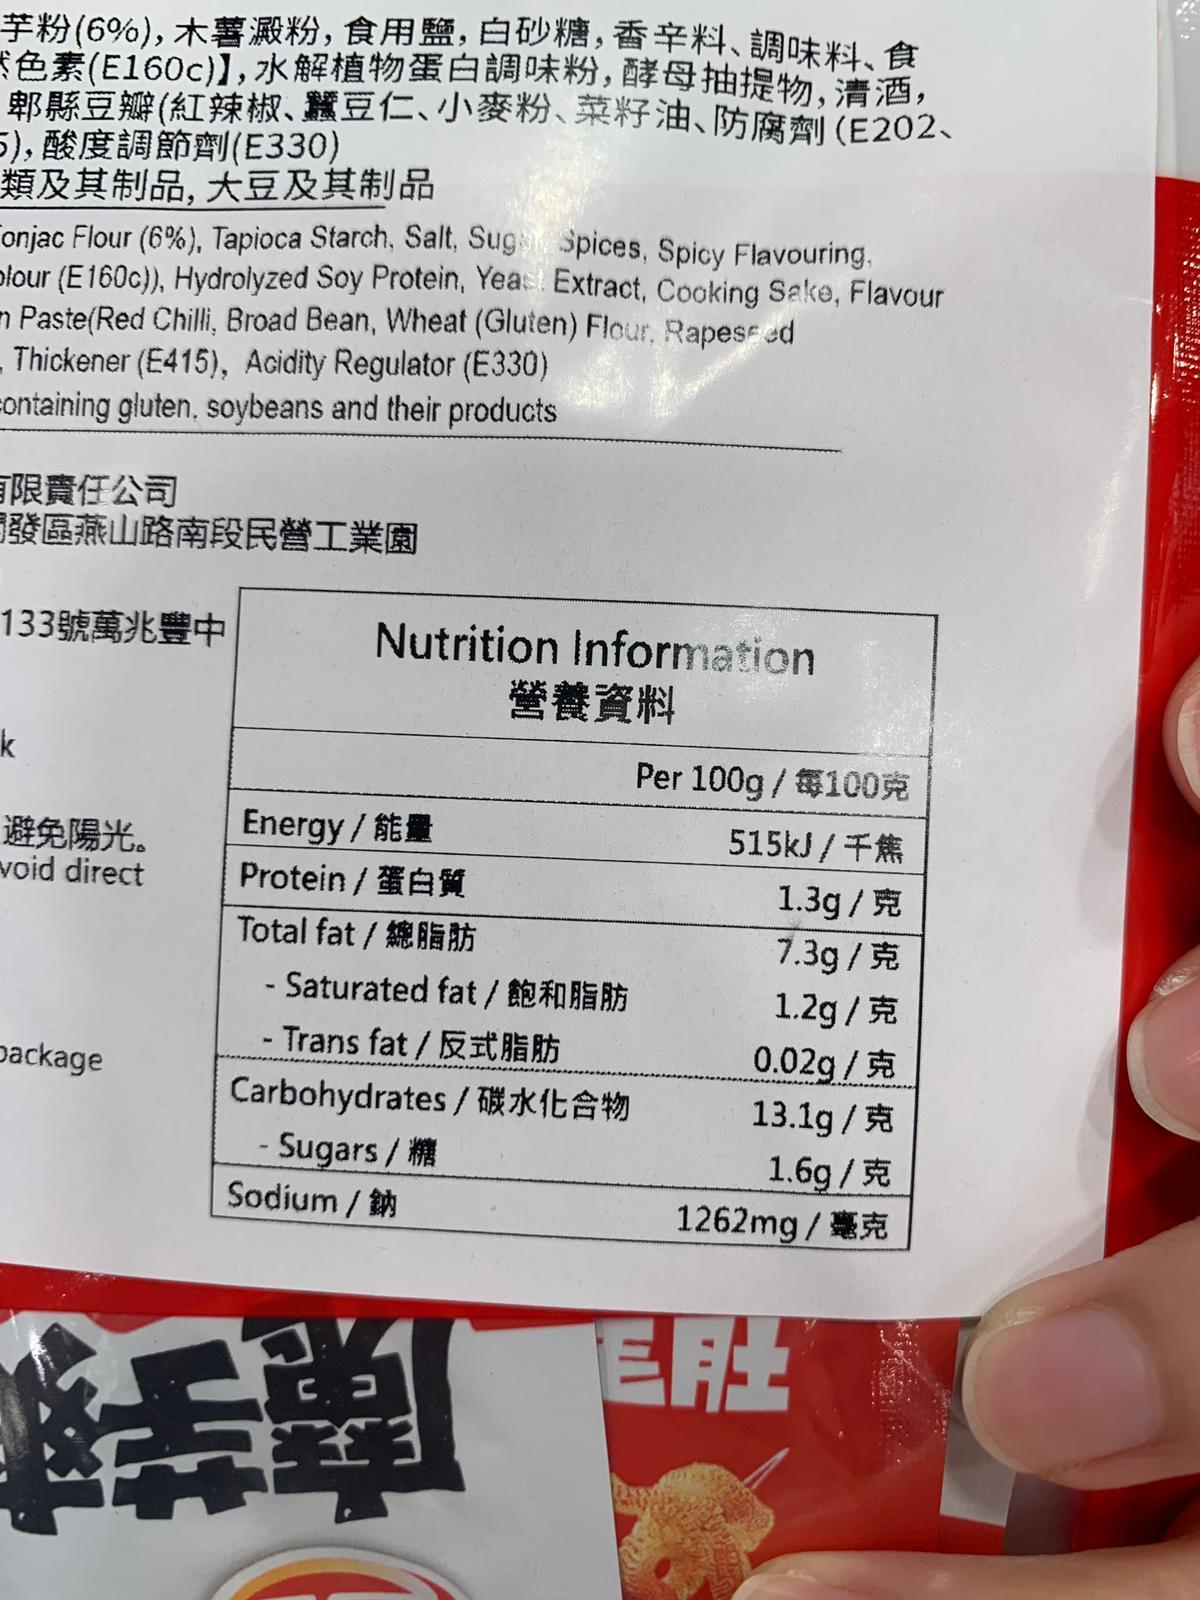 芋粉(6%), 木薯澱粉, 食用鹽, 白砂糖, 香辛料、調味料、食
色素(E160c)】, 水解植物蛋白調味粉, 酵母抽提物, 清酒,
郫縣豆瓣(紅辣椒、蠶豆仁、小麥粉、菜籽油、防腐劑 (E202、
5), 酸度調節劑(E330)
類及其制品, 大豆及其制品
onjac Flour (6%), Tapioca Starch, Salt, Sugar, Spices, Spicy Flavouring,
olour (E160c)), Hydrolyzed Soy Protein, Yeast Extract, Cooking Sake, Flavour
n Paste(Red Chilli, Broad Bean, Wheat (Gluten) Flour, Rapeseed
, Thickener (E415), Acidity Regulator (E330)
containing gluten, soybeans and their products
有限責任公司
發區燕山路南段民營工業園
133號萬兆豐中
k
避免陽光。
void direct
package
Nutrition Information
營養資料
Per 100g / 每100克
Energy / 能量 515kJ / 千焦
Protein / 蛋白質 1.3g / 克
Total fat / 總脂肪 7.3g / 克
- Saturated fat / 飽和脂肪 1.2g / 克
- Trans fat / 反式脂肪 0.02g / 克
Carbohydrates / 碳水化合物 13.1g / 克
- Sugars / 糖 1.6g / 克
Sodium / 鈉 1262mg / 毫克
魔芋爽